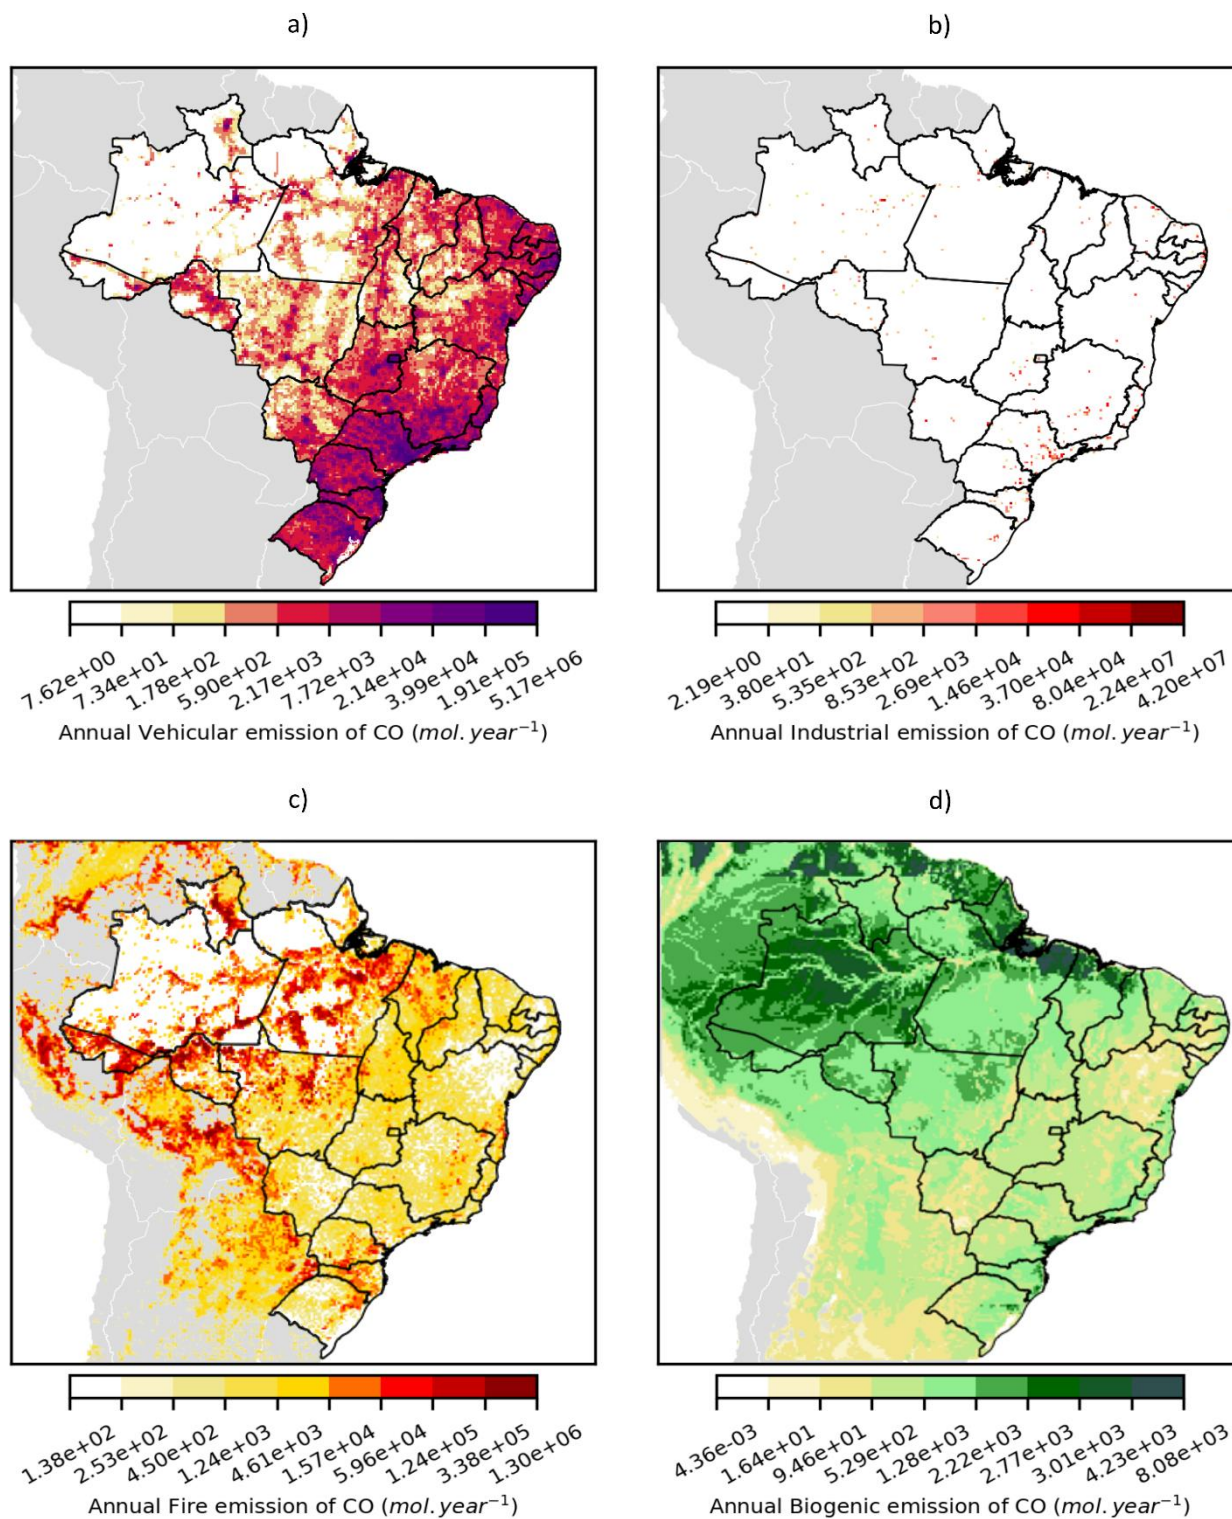 a)
b)
7.62e+00 7.34e+01 1.78e+02 5.90e+02 2.17e+03 7.72e+03 2.14e+04 3.99e+04 1.91e+05 5.17e+06
Annual Vehicular emission of CO (mol. year⁻¹)
2.19e+00 3.80e+01 5.35e+02 8.53e+02 2.69e+03 1.46e+04 3.70e+04 8.04e+04 2.24e+07 4.20e+07
Annual Industrial emission of CO (mol. year⁻¹)
c)
d)
1.38e+02 2.53e+02 4.50e+02 1.24e+03 4.61e+03 1.57e+04 5.96e+04 1.24e+05 3.38e+05 1.30e+06
Annual Fire emission of CO (mol. year⁻¹)
4.36e-03 1.64e+01 9.46e+01 5.29e+02 1.28e+03 2.22e+03 2.77e+03 3.01e+03 4.23e+03 8.08e+03
Annual Biogenic emission of CO (mol. year⁻¹)